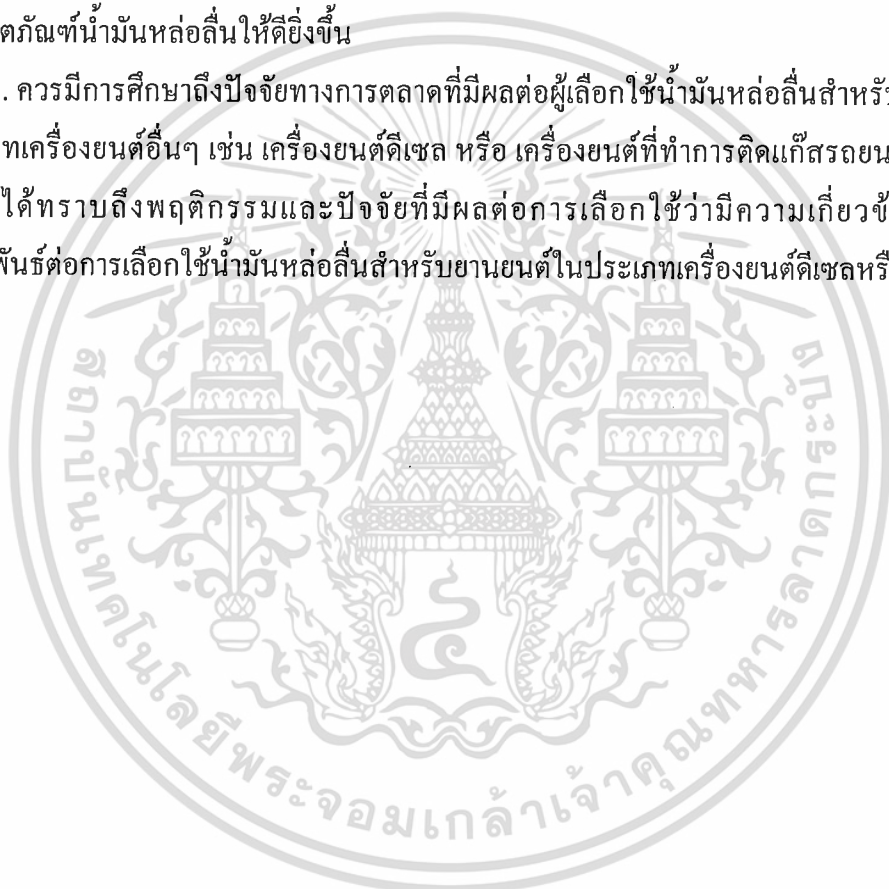 ตภัณฑ์น้ำมันหล่อลื่นให้ดียิ่งขึ้น
. ควรมีการศึกษาถึงปัจจัยทางการตลาดที่มีผลต่อผู้เลือกใช้น้ำมันหล่อลื่นสำหรับ
ทเครื่องยนต์อื่นๆ เช่น เครื่องยนต์ดีเซล หรือ เครื่องยนต์ที่ทำการติดแก๊สรถยน
ได้ทราบถึงพฤติกรรมและปัจจัยที่มีผลต่อการเลือกใช้ว่ามีความเกี่ยวข้
พันธ์ต่อการเลือกใช้น้ำมันหล่อลื่นสำหรับยานยนต์ในประเภทเครื่องยนต์ดีเซลหรื
สถาบันเทคโนโลยีพระจอมเกล้าเจ้าคุณทหารลาดกระบัง